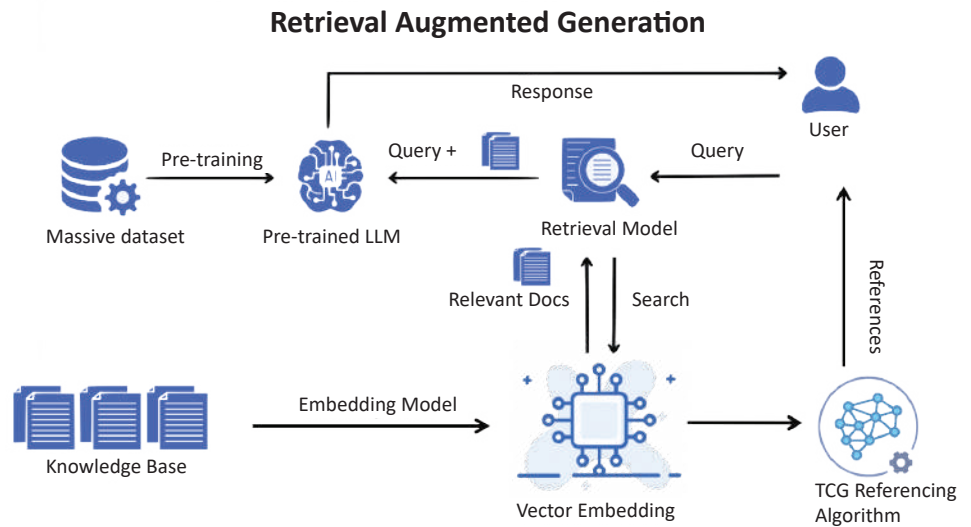 Retrieval Augmented Generation
Response
User
Pre-training
Query +
Query
AI
Massive dataset
Pre-trained LLM
Retrieval Model
Relevant Docs
Search
References
Embedding Model
Knowledge Base
Vector Embedding
TCG Referencing
Algorithm